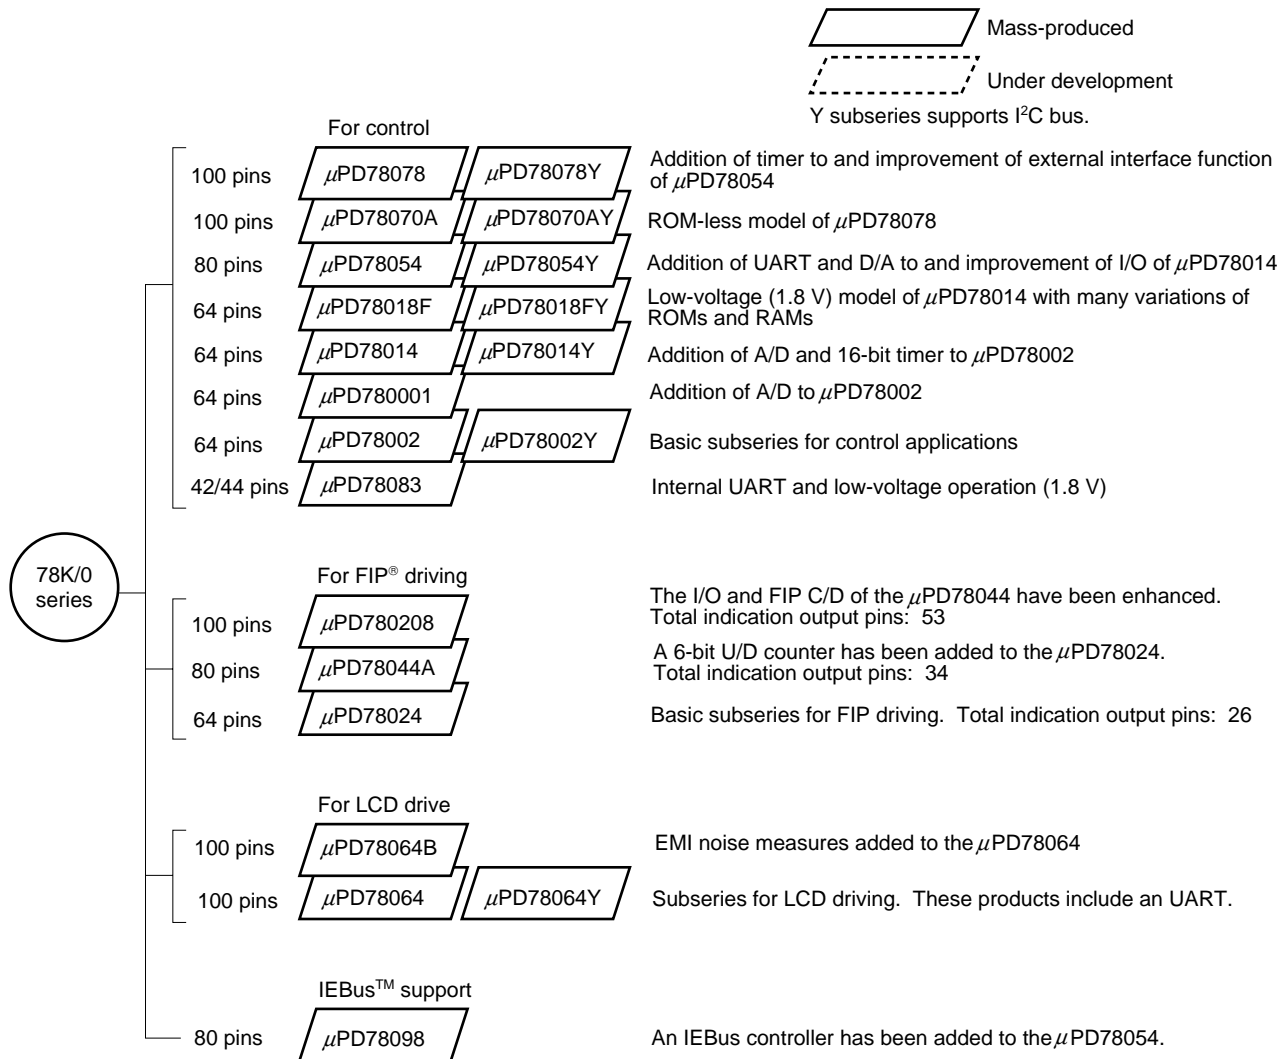 Mass-produced
Under development
Y subseries supports I²C bus.
For control
100 pins μPD78078 μPD78078Y Addition of timer to and improvement of external interface function
of μPD78054
100 pins μPD78070A μPD78070AY ROM-less model of μPD78078
80 pins μPD78054 μPD78054Y Addition of UART and D/A to and improvement of I/O of μPD78014
64 pins μPD78018F μPD78018FY Low-voltage (1.8 V) model of μPD78014 with many variations of
ROMs and RAMs
64 pins μPD78014 μPD78014Y Addition of A/D and 16-bit timer to μPD78002
64 pins μPD780001 Addition of A/D to μPD78002
64 pins μPD78002 μPD78002Y Basic subseries for control applications
42/44 pins μPD78083 Internal UART and low-voltage operation (1.8 V)
78K/0
series
For FIP® driving
100 pins μPD780208 The I/O and FIP C/D of the μPD78044 have been enhanced.
Total indication output pins: 53
80 pins μPD78044A A 6-bit U/D counter has been added to the μPD78024.
Total indication output pins: 34
64 pins μPD78024 Basic subseries for FIP driving. Total indication output pins: 26
For LCD drive
100 pins μPD78064B EMI noise measures added to the μPD78064
100 pins μPD78064 μPD78064Y Subseries for LCD driving. These products include an UART.
IEBus™ support
80 pins μPD78098 An IEBus controller has been added to the μPD78054.